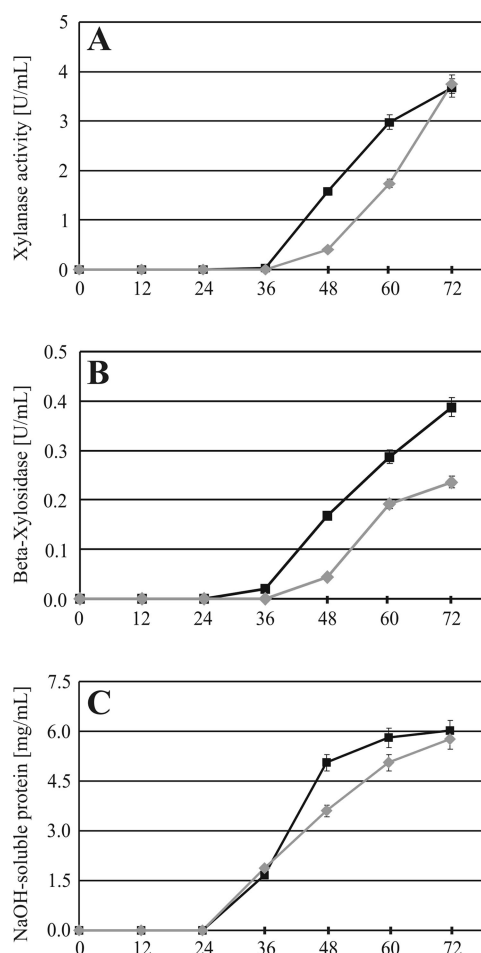 A
Xylanase activity [U/mL]
5
4
3
2
1
0
0 12 24 36 48 60 72
B
Beta-Xylosidase [U/mL]
0.5
0.4
0.3
0.2
0.1
0.0
0 12 24 36 48 60 72
C
NaOH-soluble protein [mg/mL]
7.5
6.0
4.5
3.0
1.5
0.0
0 12 24 36 48 60 72